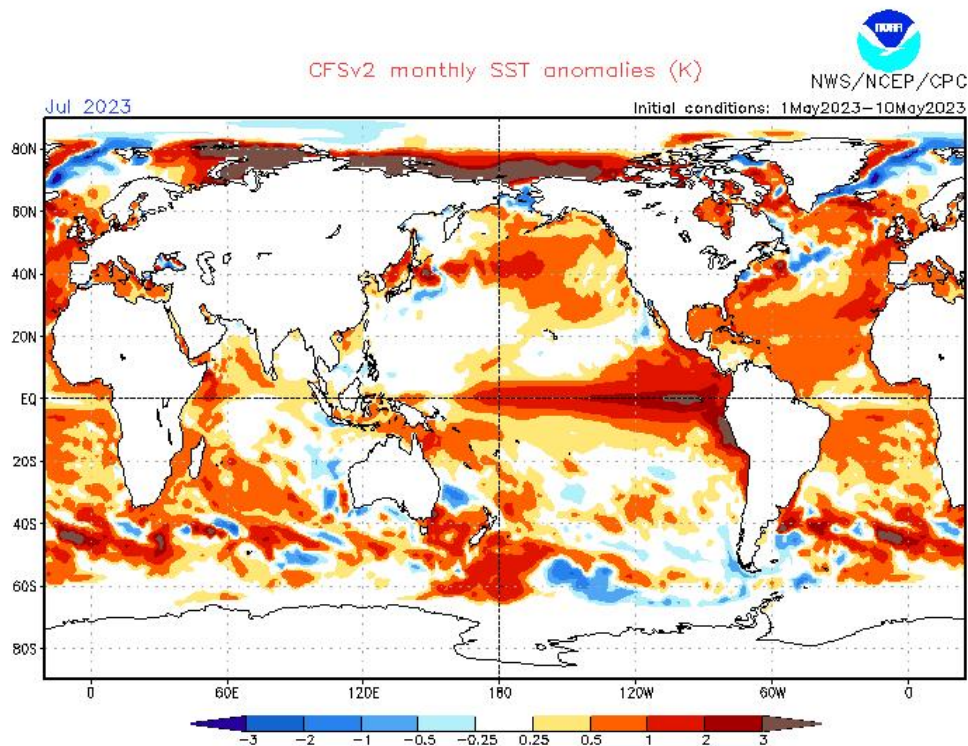 NOAA
CFSv2 monthly SST anomalies (K)
NWS/NCEP/CPC
Jul 2023
Initial conditions: 1May2023-10May2023
80N
60N
40N
20N
EQ
20S
40S
60S
80S
0 60E 120E 180 120W 60W 0
-3 -2 -1 -0.5 -0.25 0.25 0.5 1 2 3